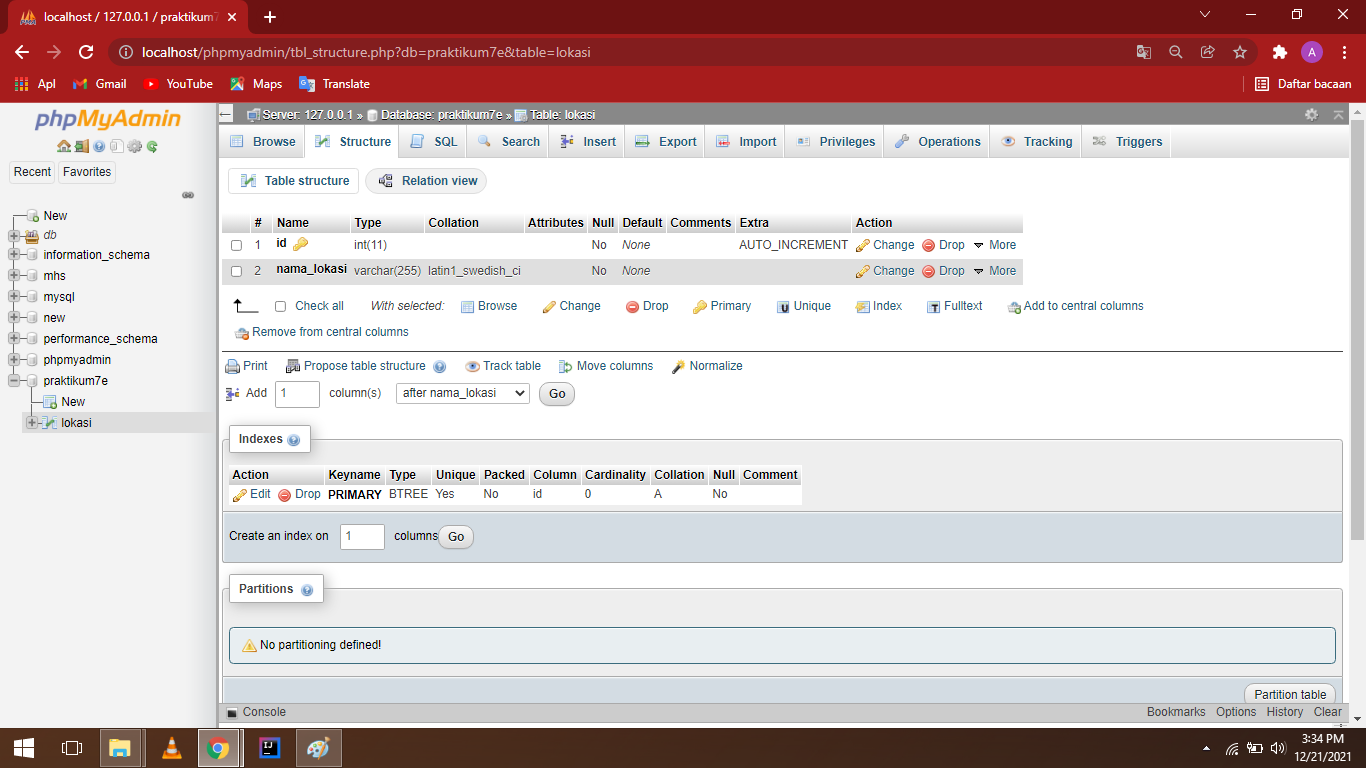 localhost / 127.0.0.1 / praktikum7
localhost/phpmyadmin/tbl_structure.php?db=praktikum7e&table=lokasi
A
Apl Gmail YouTube Maps Translate Daftar bacaan
phpMyAdmin
Recent Favorites
New
db
information_schema
mhs
mysql
new
performance_schema
phpmyadmin
praktikum7e
New
lokasi
Server: 127.0.0.1 » Database: praktikum7e » Table: lokasi
Browse Structure SQL Search Insert Export Import Privileges Operations Tracking Triggers
Table structure Relation view
# Name Type Collation Attributes Null Default Comments Extra Action
1 id int(11) No None AUTO_INCREMENT Change Drop More
2 nama_lokasi varchar(255) latin1_swedish_ci No None Change Drop More
Check all With selected: Browse Change Drop Primary Unique Index Fulltext Add to central columns
Remove from central columns
Print Propose table structure Track table Move columns Normalize
Add 1 column(s) after nama_lokasi Go
Indexes
Action Keyname Type Unique Packed Column Cardinality Collation Null Comment
Edit Drop PRIMARY BTREE Yes No id 0 A No
Create an index on 1 columns Go
Partitions
No partitioning defined!
Partition table
Console Bookmarks Options History Clear
3:34 PM
12/21/2021